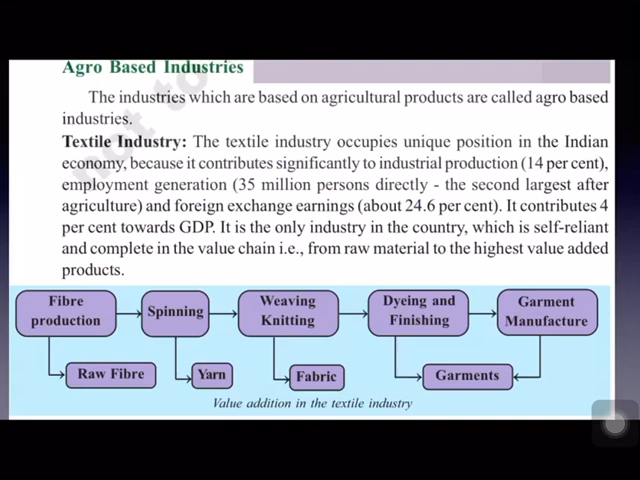 Agro Based Industries
The industries which are based on agricultural products are called agro based
industries.
Textile Industry: The textile industry occupies unique position in the Indian
economy, because it contributes significantly to industrial production (14 per cent),
employment generation (35 million persons directly - the second largest after
agriculture) and foreign exchange earnings (about 24.6 per cent). It contributes 4
per cent towards GDP. It is the only industry in the country, which is self-reliant
and complete in the value chain i.e., from raw material to the highest value added
products.
Fibre
production
Spinning
Weaving
Knitting
Dyeing and
Finishing
Garment
Manufacture
Raw Fibre
Yarn
Fabric
Garments
Value addition in the textile industry
not to